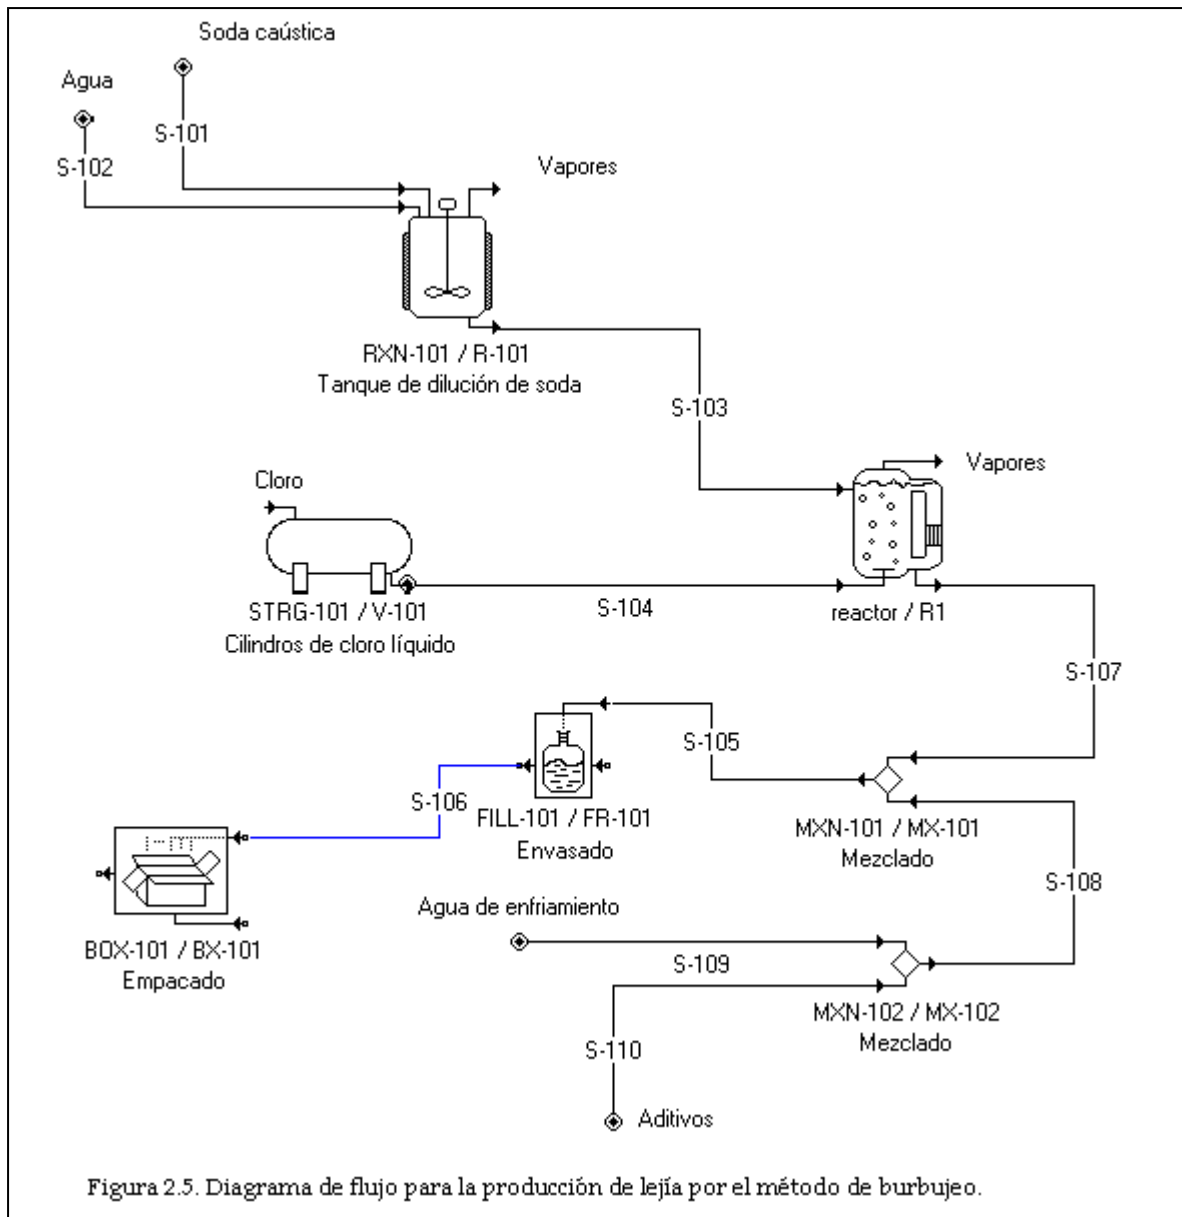 Soda caústica
Agua
S-101
S-102
Vapores
RXN-101 / R-101
Tanque de dilución de soda
S-103
Vapores
Cloro
STRG-101 / V-101
Cilindros de cloro líquido
S-104
reactor / R1
S-107
S-105
S-106
FILL-101 / FR-101
Envasado
MXN-101 / MX-101
Mezclado
S-108
Agua de enfriamiento
BOX-101 / BX-101
Empacado
S-109
MXN-102 / MX-102
Mezclado
S-110
Aditivos
Figura 2.5. Diagrama de flujo para la producción de lejía por el método de burbujeo.